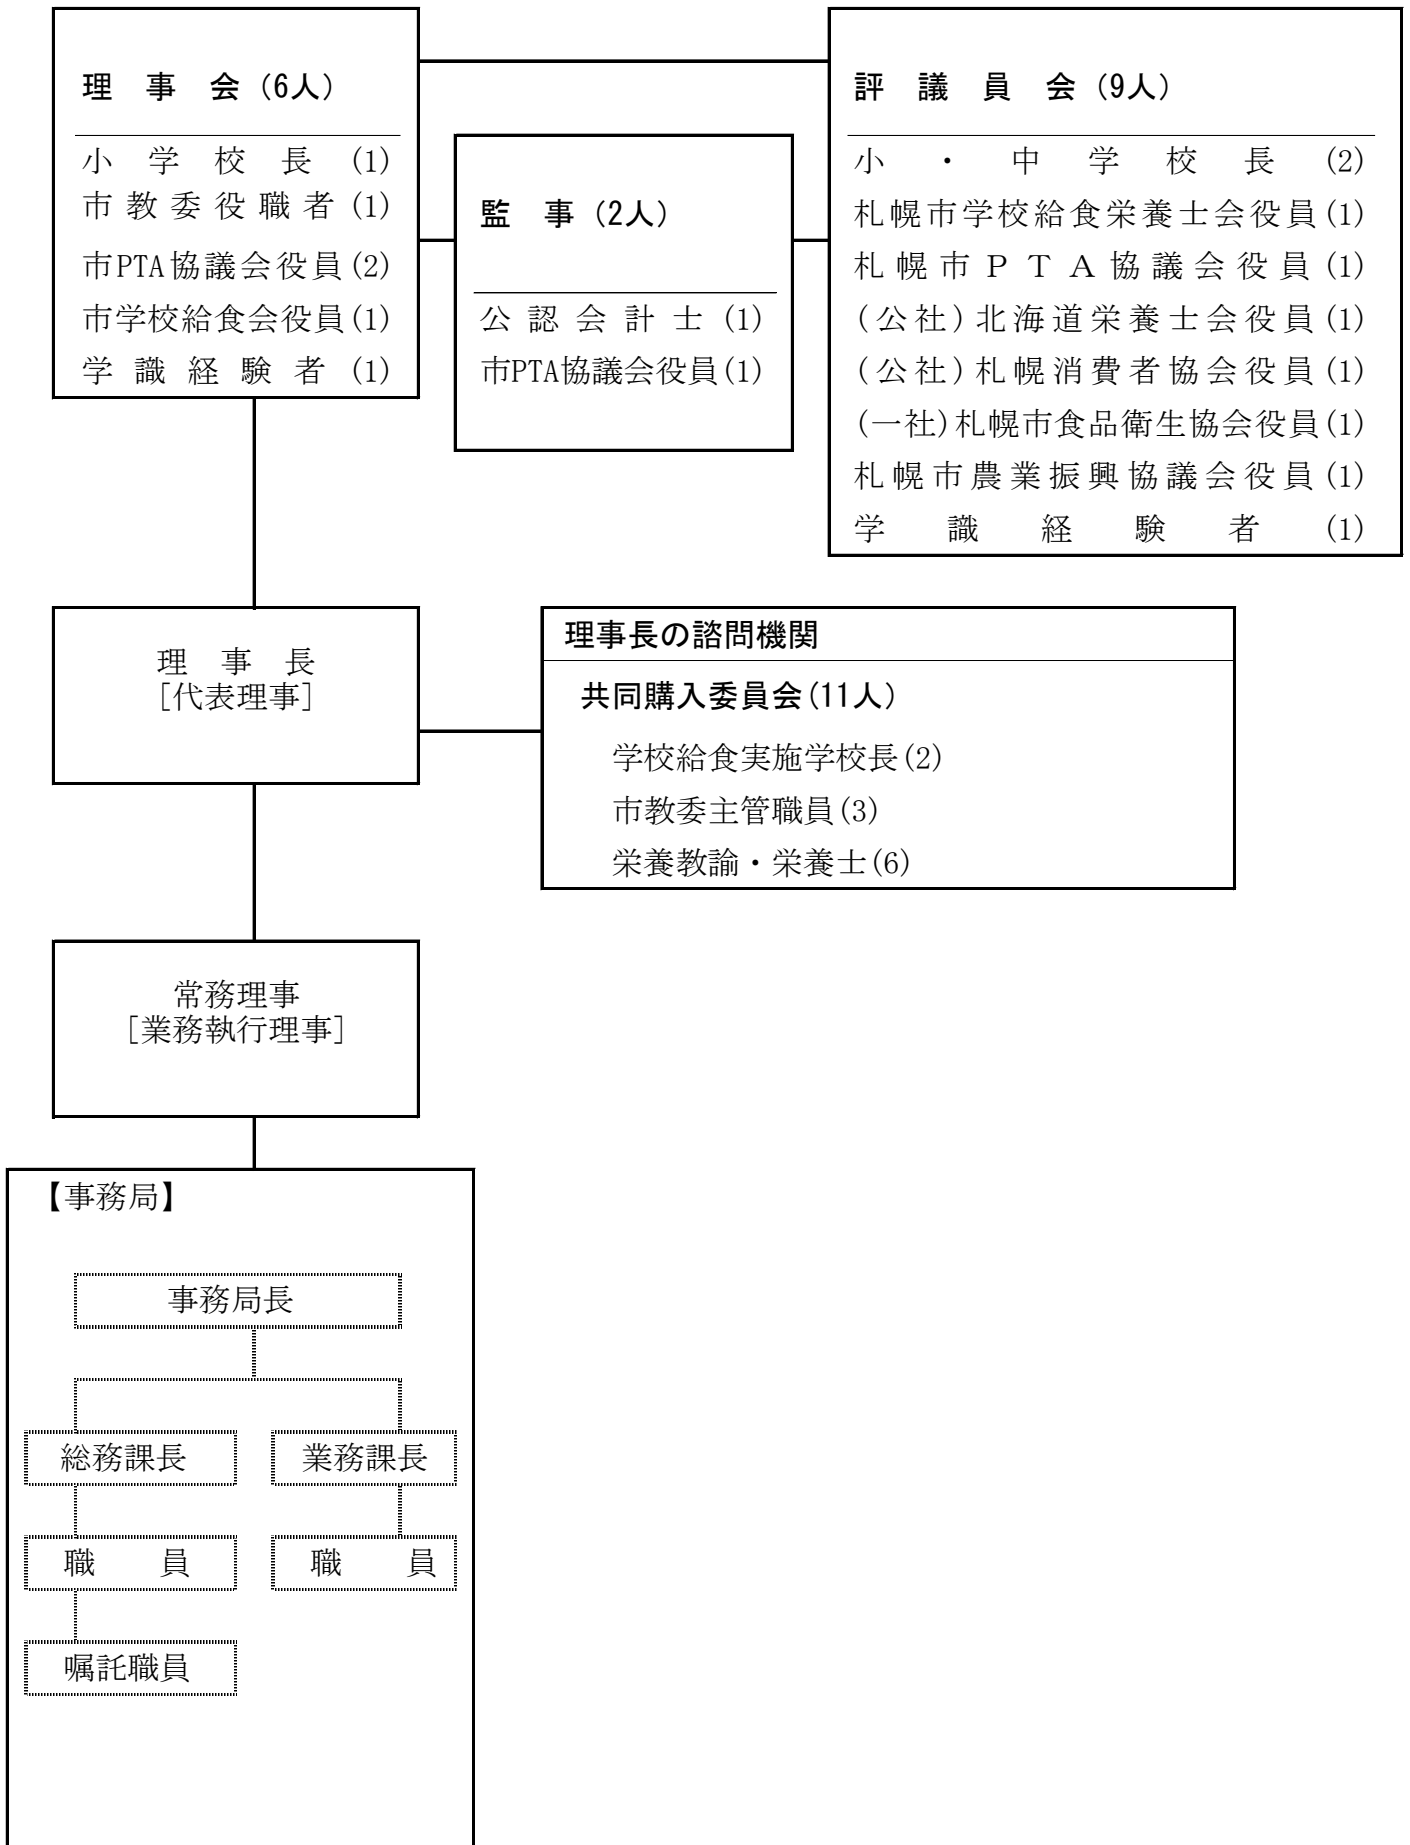 理 事 会 (6人)
小 学 校 長 (1)
市教委役職者(1)
市PTA協議会役員(2)
市学校給食会役員(1)
学 識 経 験 者 (1)
監 事 (2人)
公認会計士(1)
市PTA協議会役員(1)
評 議 員 会 (9人)
小 ・ 中 学 校 長 (2)
札幌市学校給食栄養士会役員(1)
札幌市PTA協議会役員(1)
(公社)北海道栄養士会役員(1)
(公社)札幌消費者協会役員(1)
(一社)札幌市食品衛生協会役員(1)
札幌市農業振興協議会役員(1)
学 識 経 験 者 (1)
理 事 長
[代表理事]
理事長の諮問機関
共同購入委員会(11人)
学校給食実施学校長(2)
市教委主管職員(3)
栄養教諭・栄養士(6)
常務理事
[業務執行理事]
【事務局】
事務局長
総務課長 業務課長
職 員 職 員
嘱託職員